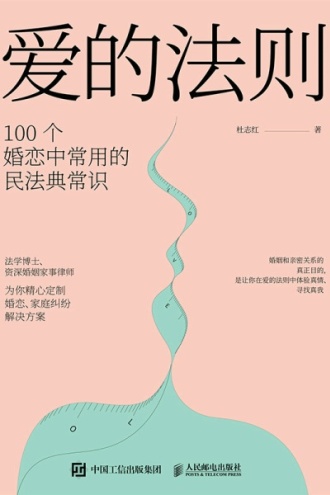 爱的法则
100 个
婚恋中常用的
民法典常识
杜志红 著
法学博士、
资深婚姻家事律师
为你精心定制
婚恋、家庭纠纷
解决方案
婚姻和亲密关系的
真正目的,
是让你在爱的法则中体验真情,
寻找真我
L
O
中国工信出版集团
人民邮电出版社
POSTS & TELECOM PRESS